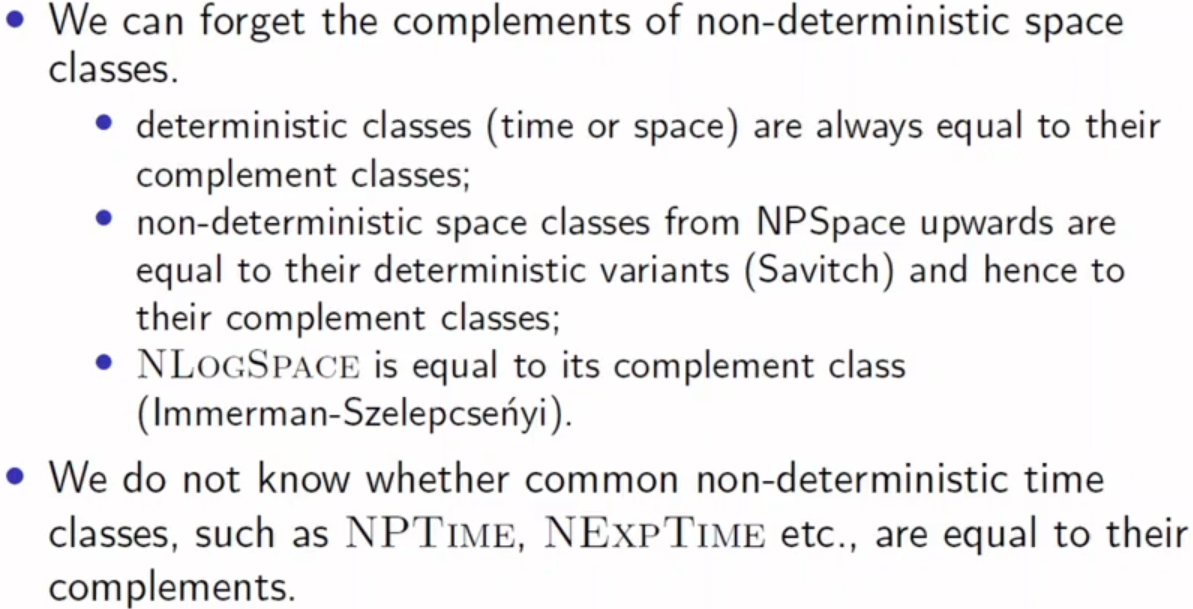 • We can forget the complements of non-deterministic space
classes.
• deterministic classes (time or space) are always equal to their
complement classes;
• non-deterministic space classes from NPSpace upwards are
equal to their deterministic variants (Savitch) and hence to
their complement classes;
• NLOGSPACE is equal to its complement class
(Immerman-Szelepcseńyi).
• We do not know whether common non-deterministic time
classes, such as NPTIME, NEXPTIME etc., are equal to their
complements.